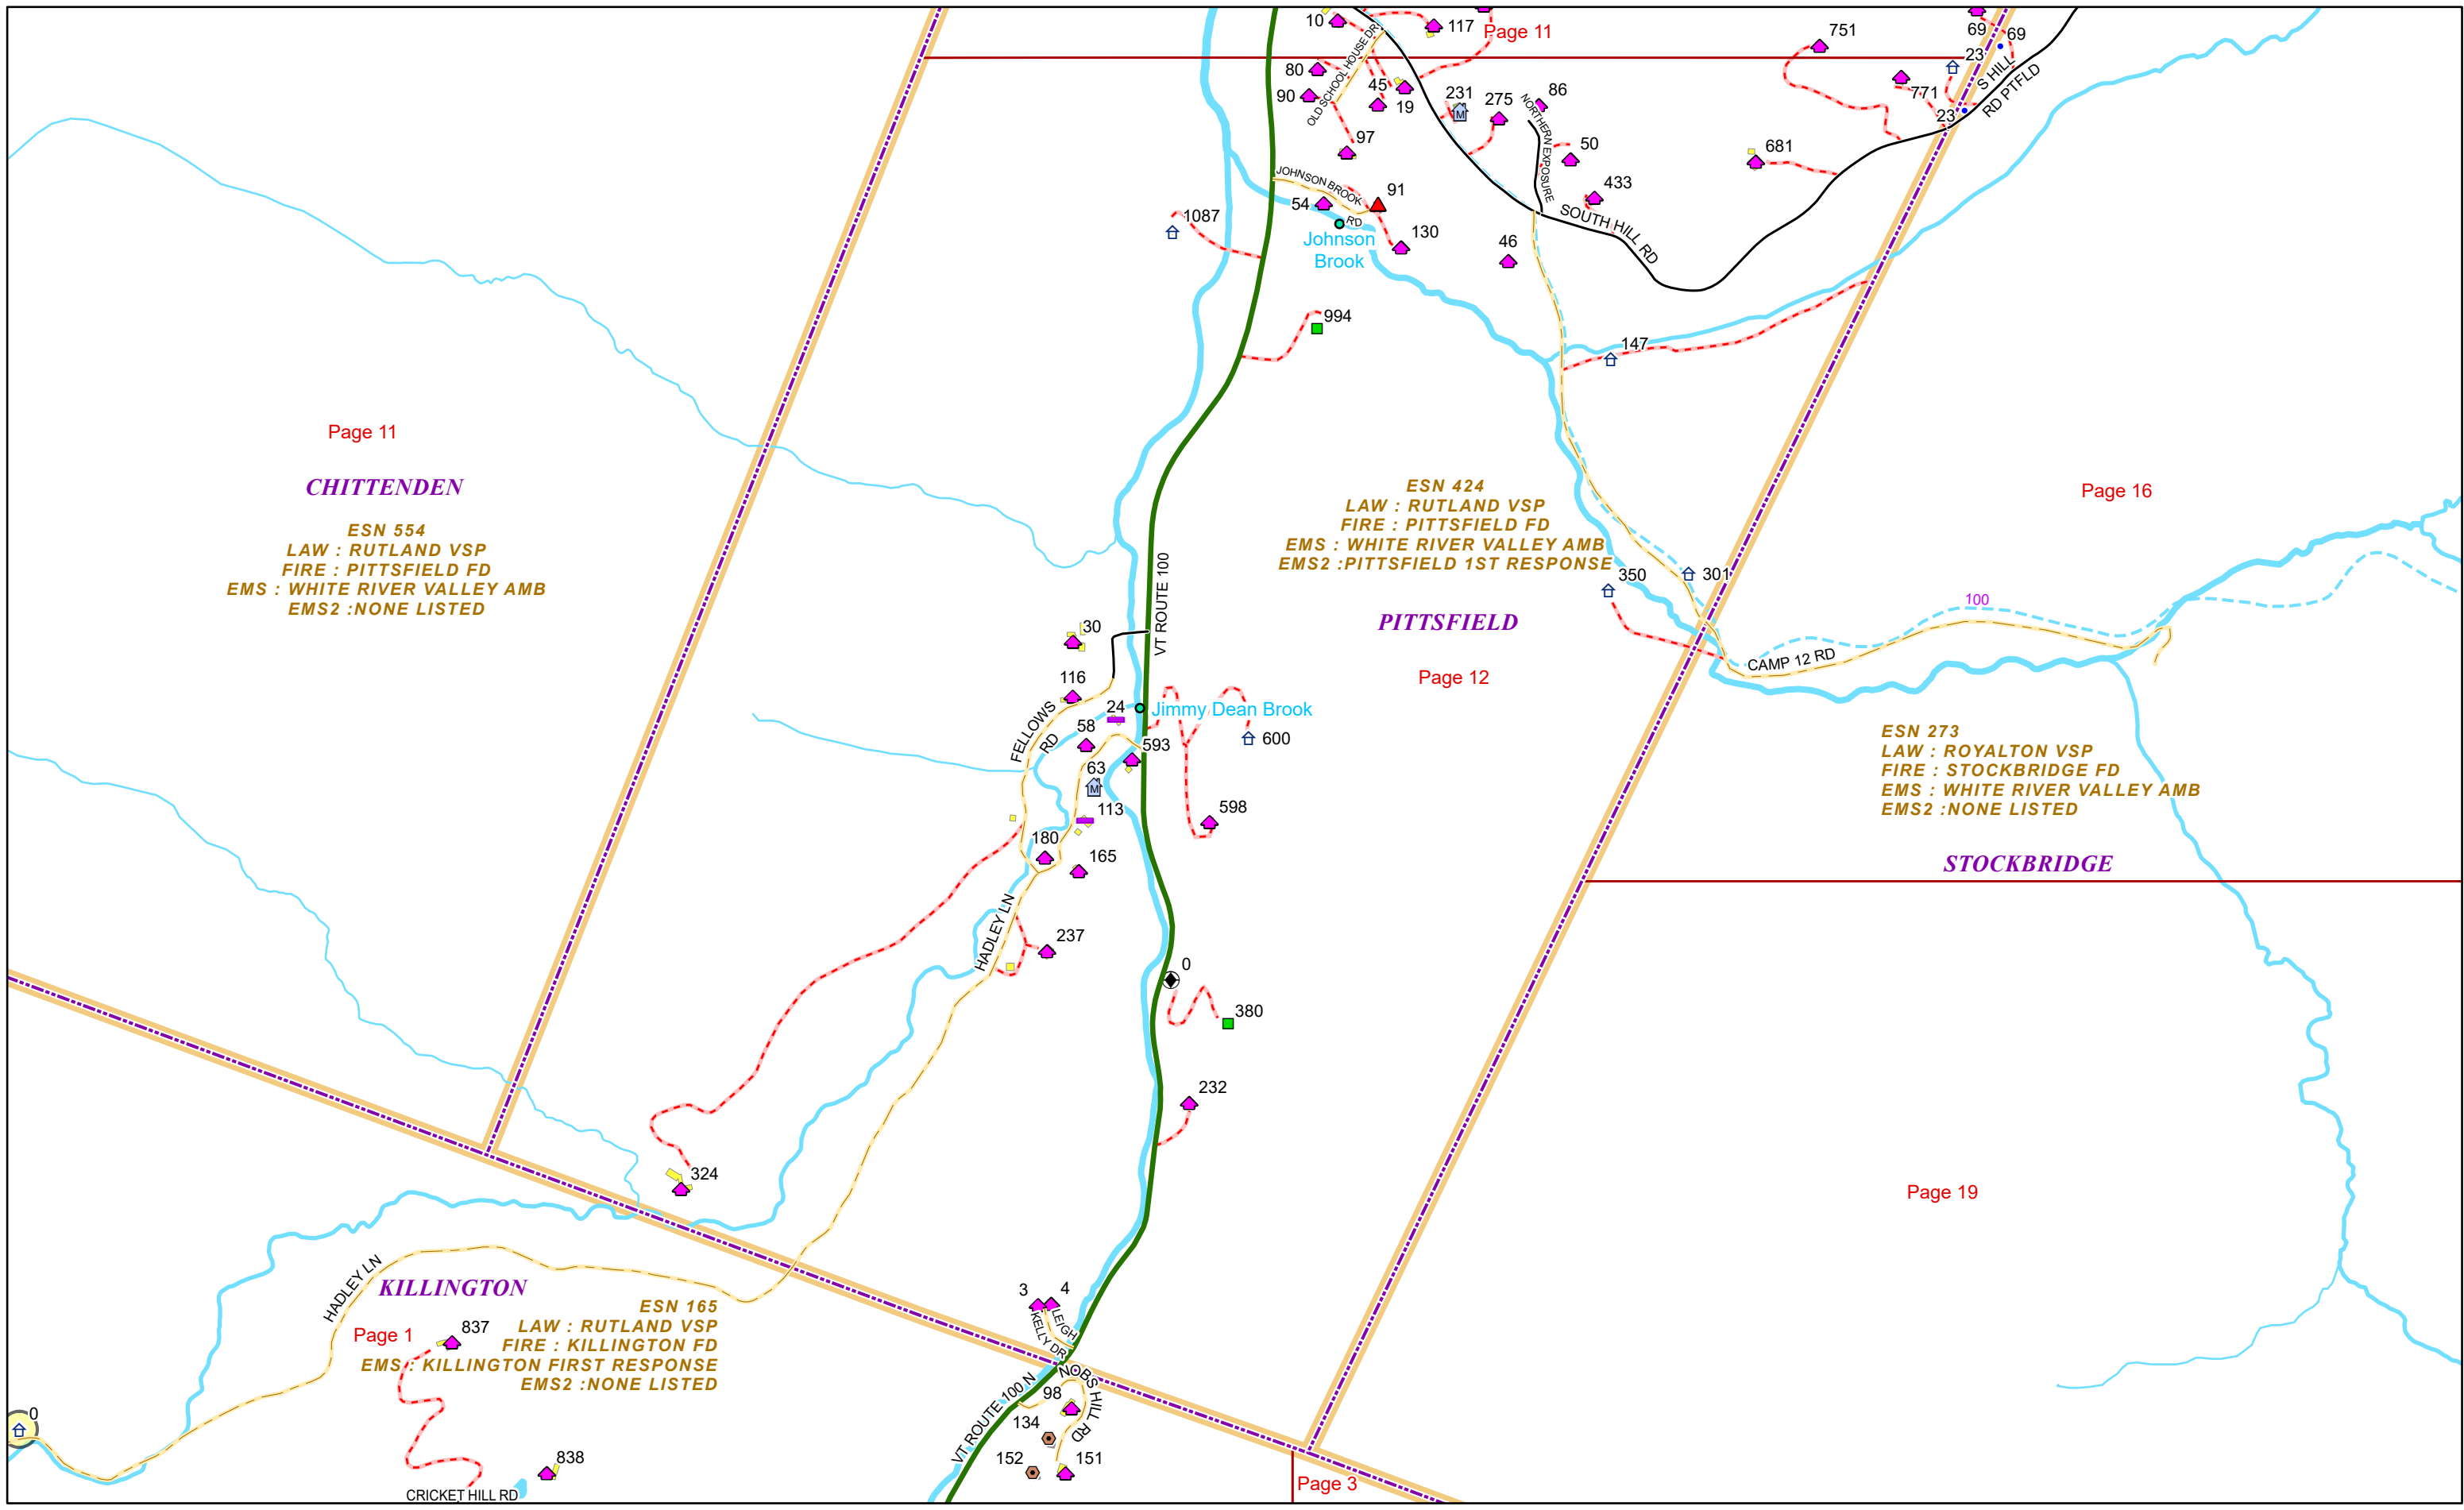 10
117
Page 11
751
69
69
23
S HILL
RD PTFLD
80
OLD SCHOOL HOUSE DR
90
45
19
231
M
275
NORTHERN EXPOSURE
86
771
23
97
50
681
JOHNSON BROOK
RD
91
433
54
1087
Johnson
Brook
130
46
SOUTH HILL RD
994
147
Page 11
CHITTENDEN
ESN 554
LAW : RUTLAND VSP
FIRE : PITTSFIELD FD
EMS : WHITE RIVER VALLEY AMB
EMS2 :NONE LISTED
ESN 424
LAW : RUTLAND VSP
FIRE : PITTSFIELD FD
EMS : WHITE RIVER VALLEY AMB
EMS2 :PITTSFIELD 1ST RESPONSE
Page 16
VT ROUTE 100
350
301
100
PITTSFIELD
Page 12
CAMP 12 RD
30
116
24
Jimmy Dean Brook
FELLOWS
RD
58
593
600
63
M
113
598
180
165
ESN 273
LAW : ROYALTON VSP
FIRE : STOCKBRIDGE FD
EMS : WHITE RIVER VALLEY AMB
EMS2 :NONE LISTED
STOCKBRIDGE
HADLEY LN
237
0
380
232
324
Page 19
HADLEY LN
KILLINGTON
ESN 165
LAW : RUTLAND VSP
FIRE : KILLINGTON FD
EMS : KILLINGTON FIRST RESPONSE
EMS2 :NONE LISTED
Page 1
837
3
4
LEIGH
KELLY DR
NOBS HILL RD
VT ROUTE 100 N
98
134
152
151
0
838
CRICKET HILL RD
Page 3